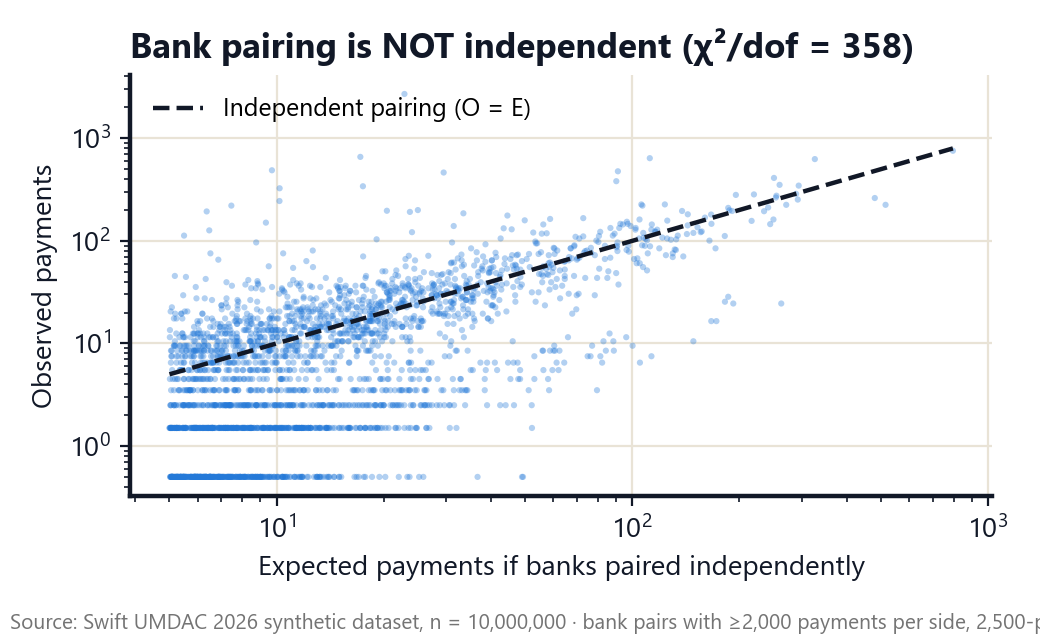 Bank pairing is NOT independent (χ²/dof = 358)
Independent pairing (O = E)
Observed payments
10³
10²
10¹
10⁰
10¹ 10² 10³
Expected payments if banks paired independently
Source: Swift UMDAC 2026 synthetic dataset, n = 10,000,000 · bank pairs with ≥2,000 payments per side, 2,500-p